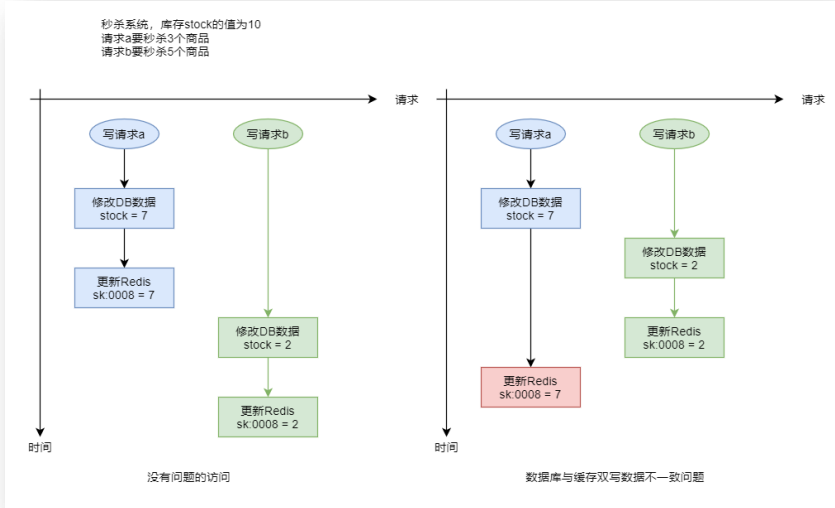 秒杀系统，库存stock的值为10
请求a要秒杀3个商品
请求b要秒杀5个商品
请求
写请求a
写请求b
修改DB数据
stock = 7
更新Redis
sk:0008 = 7
修改DB数据
stock = 2
更新Redis
sk:0008 = 2
时间
没有问题的访问
请求
写请求a
写请求b
修改DB数据
stock = 7
修改DB数据
stock = 2
更新Redis
sk:0008 = 2
更新Redis
sk:0008 = 7
时间
数据库与缓存双写数据不一致问题